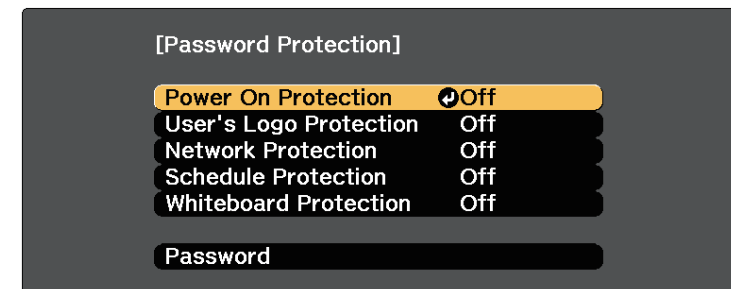 [Password Protection]
Power On Protection Off
User's Logo Protection Off
Network Protection Off
Schedule Protection Off
Whiteboard Protection Off
Password